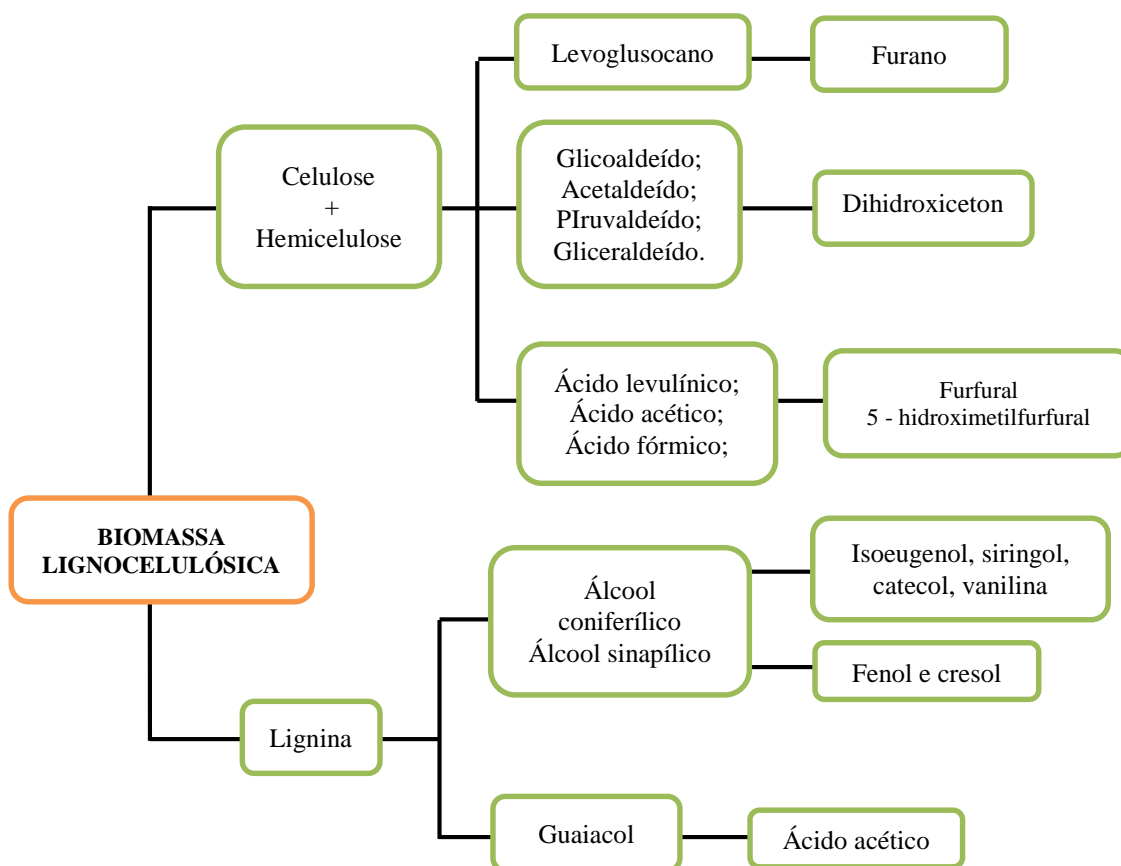 Levoglusocano
Furano
Celulose
+
Hemicelulose
Glicoaldeído;
Acetaldeído;
PIruvaldeído;
Gliceraldeído.
Dihidroxiceton
Ácido levulínico;
Ácido acético;
Ácido fórmico;
Furfural
5 - hidroximetilfurfural
BIOMASSA
LIGNOCELULÓSICA
Álcool
coniferílico
Álcool sinapílico
Isoeugenol, siringol,
catecol, vanilina
Fenol e cresol
Lignina
Guaiacol
Ácido acético